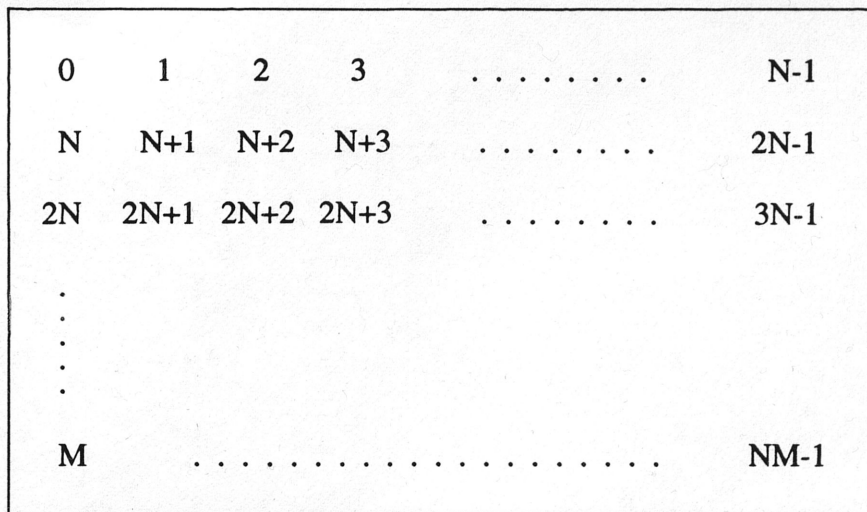 0 1 2 3 . . . . . . . . N-1
N N+1 N+2 N+3 . . . . . . . . 2N-1
2N 2N+1 2N+2 2N+3 . . . . . . . . 3N-1
.
.
.
.
.
M . . . . . . . . . . . . . . . . . . . . NM-1